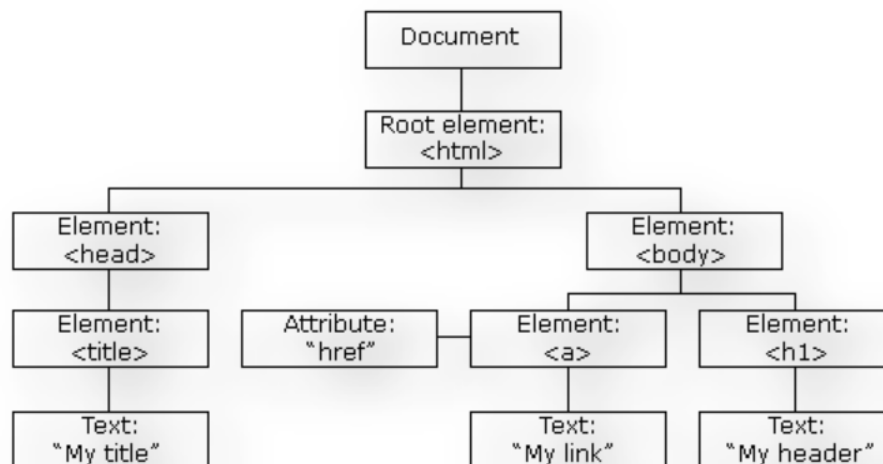 Document
Root element:
<html>
Element:
<head>
Element:
<body>
Element:
<title>
Attribute:
“href”
Element:
<a>
Element:
<h1>
Text:
“My title”
Text:
“My link”
Text:
“My header”